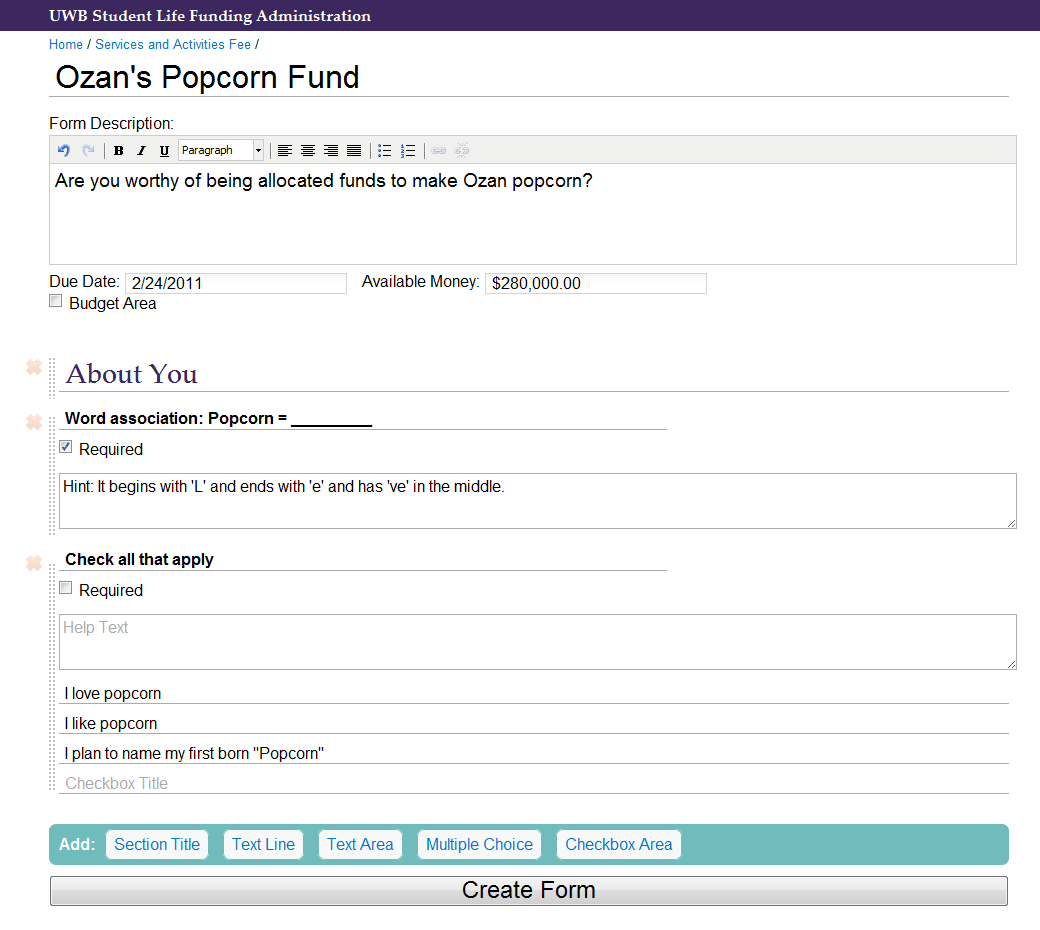 UWB Student Life Funding Administration
Home / Services and Activities Fee /
Ozan's Popcorn Fund
Form Description:
B I U Paragraph
Are you worthy of being allocated funds to make Ozan popcorn?
Due Date: 2/24/2011 Available Money: $280,000.00
Budget Area
About You
Word association: Popcorn = _________
Required
Hint: It begins with 'L' and ends with 'e' and has 've' in the middle.
Check all that apply
Required
Help Text
I love popcorn
I like popcorn
I plan to name my first born "Popcorn"
Checkbox Title
Add: Section Title Text Line Text Area Multiple Choice Checkbox Area
Create Form